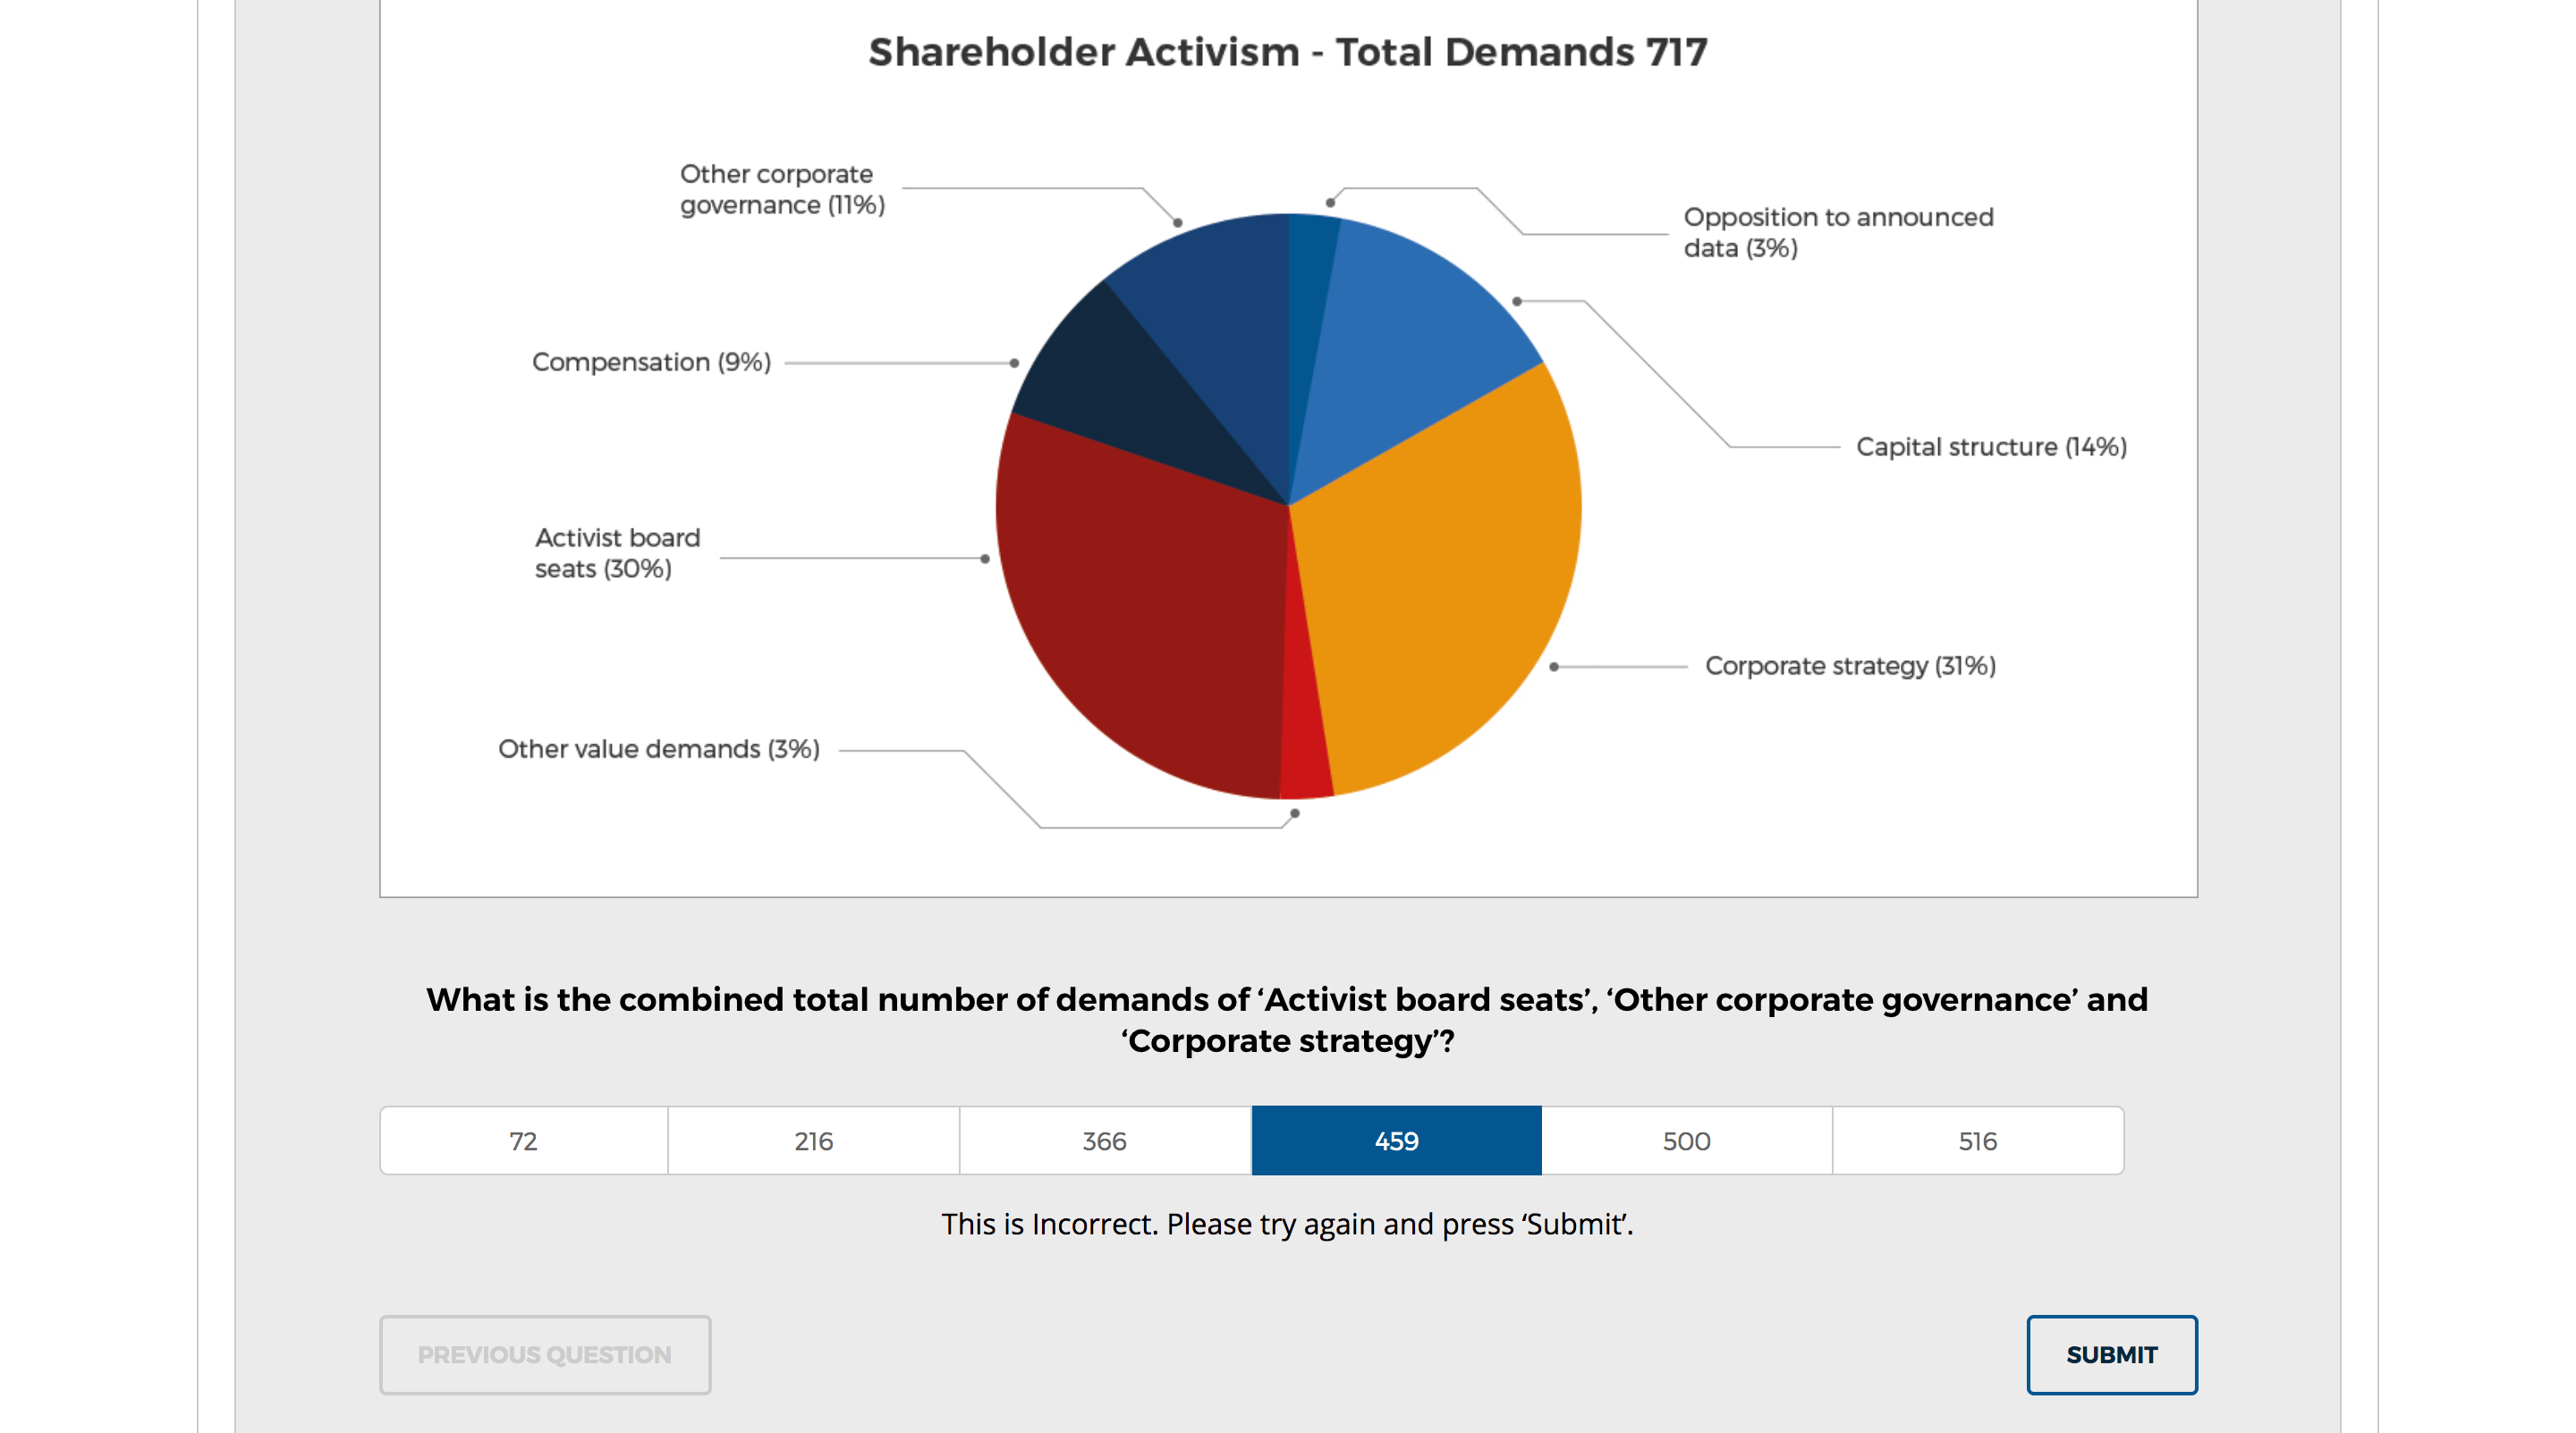 Shareholder Activism - Total Demands 717
Other corporate
governance (11%)
Opposition to announced
data (3%)
Compensation (9%)
Capital structure (14%)
Activist board
seats (30%)
Corporate strategy (31%)
Other value demands (3%)
What is the combined total number of demands of ‘Activist board seats’, ‘Other corporate governance’ and
‘Corporate strategy’?
72 216 366 459 500 516
This is Incorrect. Please try again and press ‘Submit’.
PREVIOUS QUESTION SUBMIT